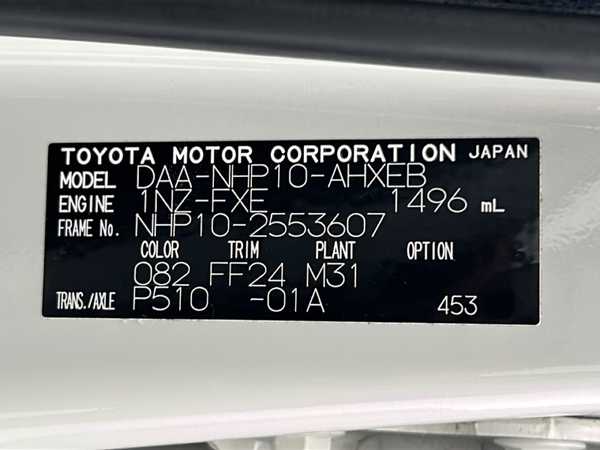 TOYOTA MOTOR CORPORATION JAPAN
MODEL DAA-NHP10-AHXEB
ENGINE 1NZ-FXE 1496 mL
FRAME No. NHP10-2553607
COLOR TRIM PLANT OPTION
082 FF24 M31
TRANS./AXLE P510 -01A 453